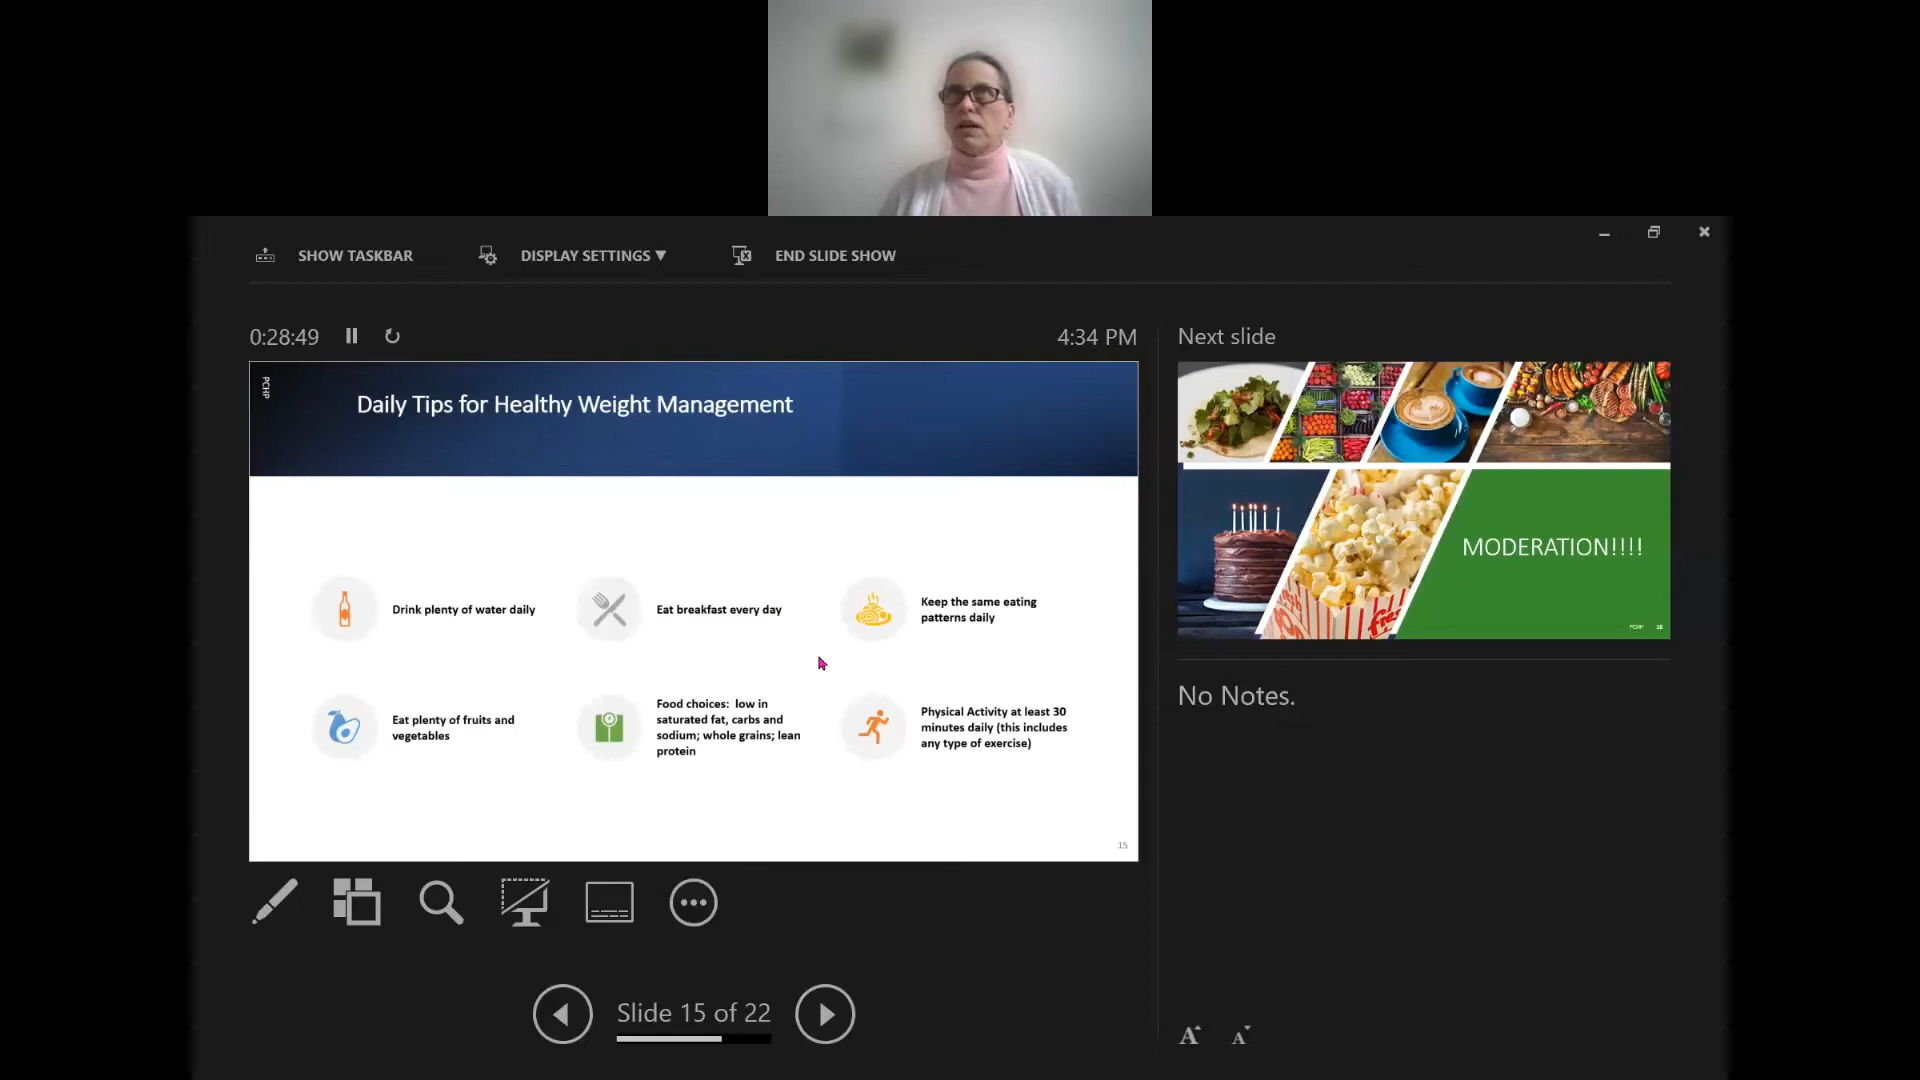 SHOW TASKBAR
DISPLAY SETTINGS ▼
END SLIDE SHOW
0:28:49
4:34 PM
Next slide
PCHP
Daily Tips for Healthy Weight Management
Drink plenty of water daily
Eat breakfast every day
Keep the same eating
patterns daily
Eat plenty of fruits and
vegetables
Food choices:  low in
saturated fat, carbs and
sodium; whole grains; lean
protein
Physical Activity at least 30
minutes daily (this includes
any type of exercise)
15
MODERATION!!!!
PCHP
No Notes.
Slide 15 of 22
A
A